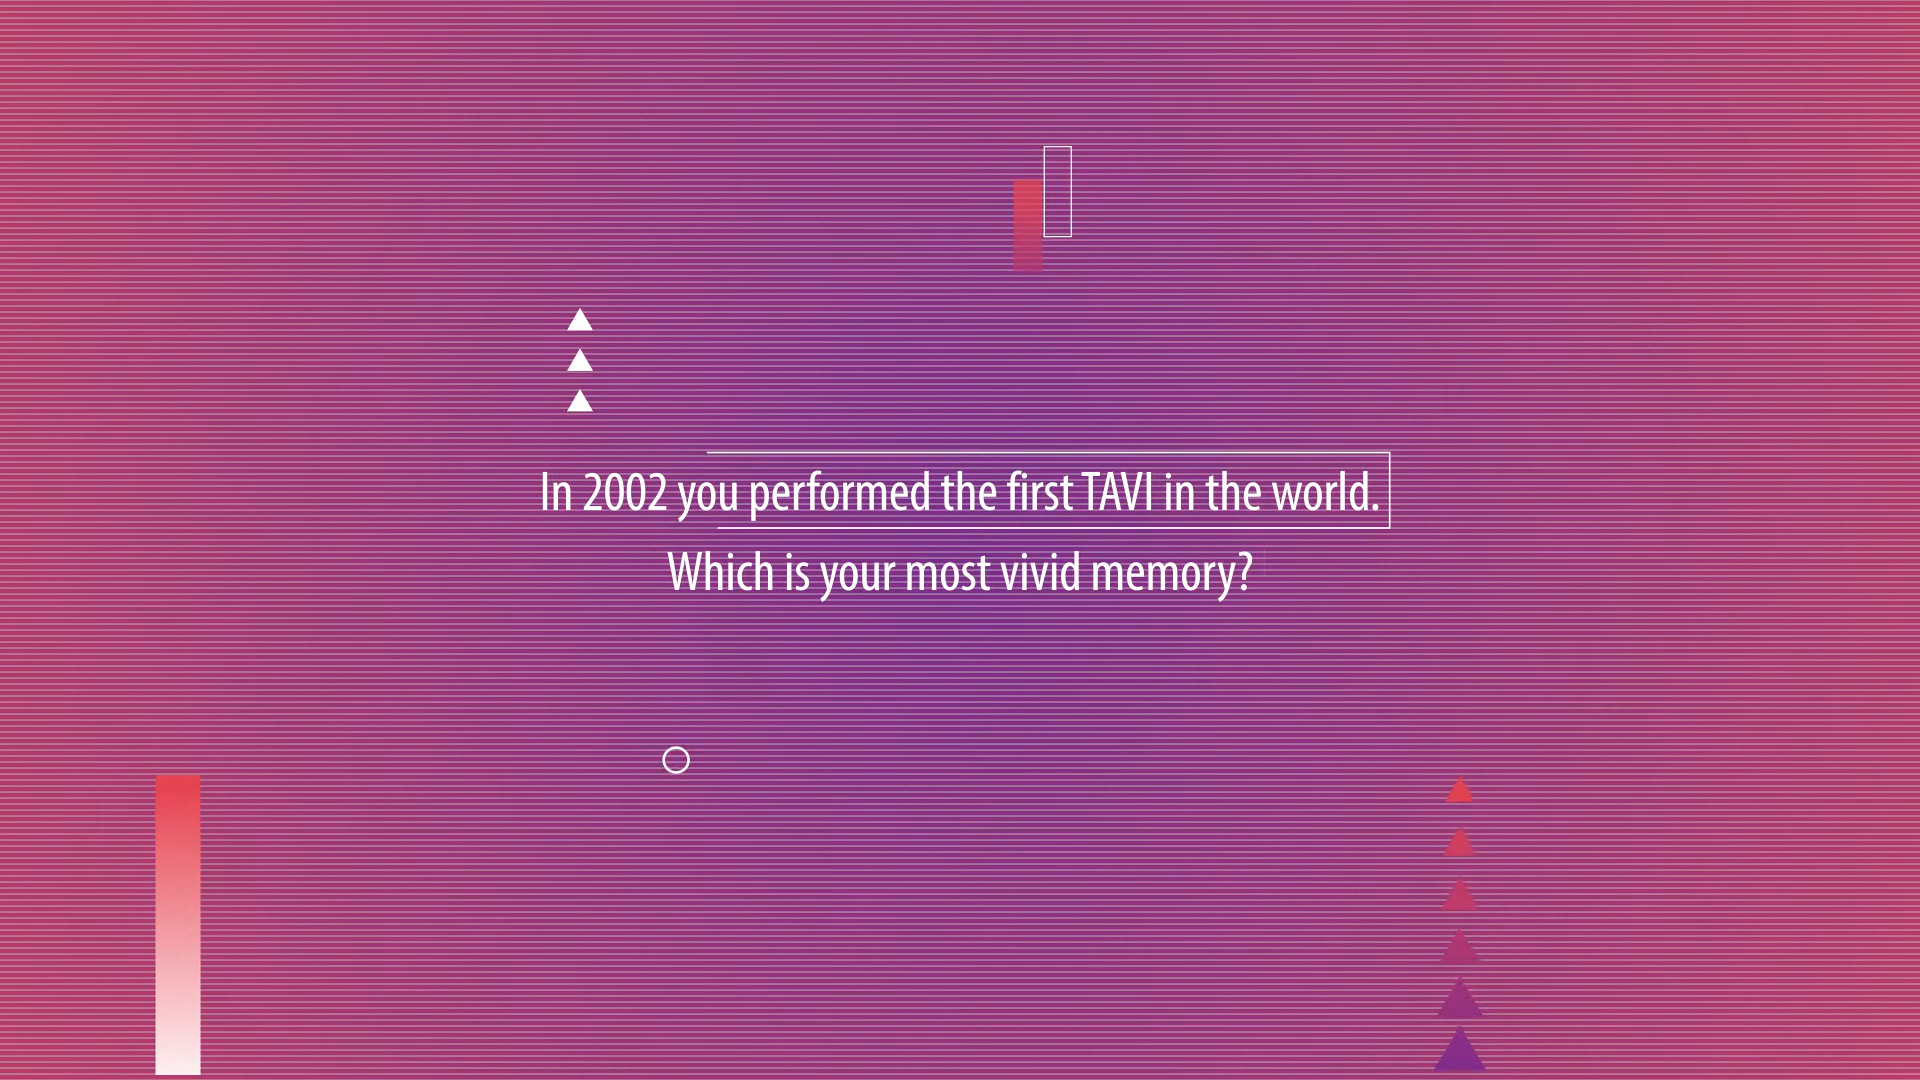 In 2002 you performed the first TAVI in the world.
Which is your most vivid memory?